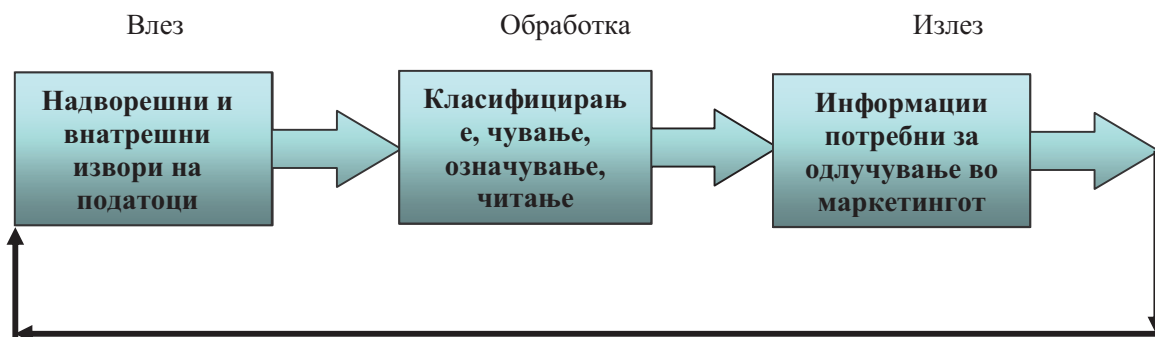 Влез
Обработка
Излез
Надворешни и
внатрешни
извори на
податоци
Класифицирањ
е, чување,
означување,
читање
Информации
потребни за
одлучување во
маркетингот